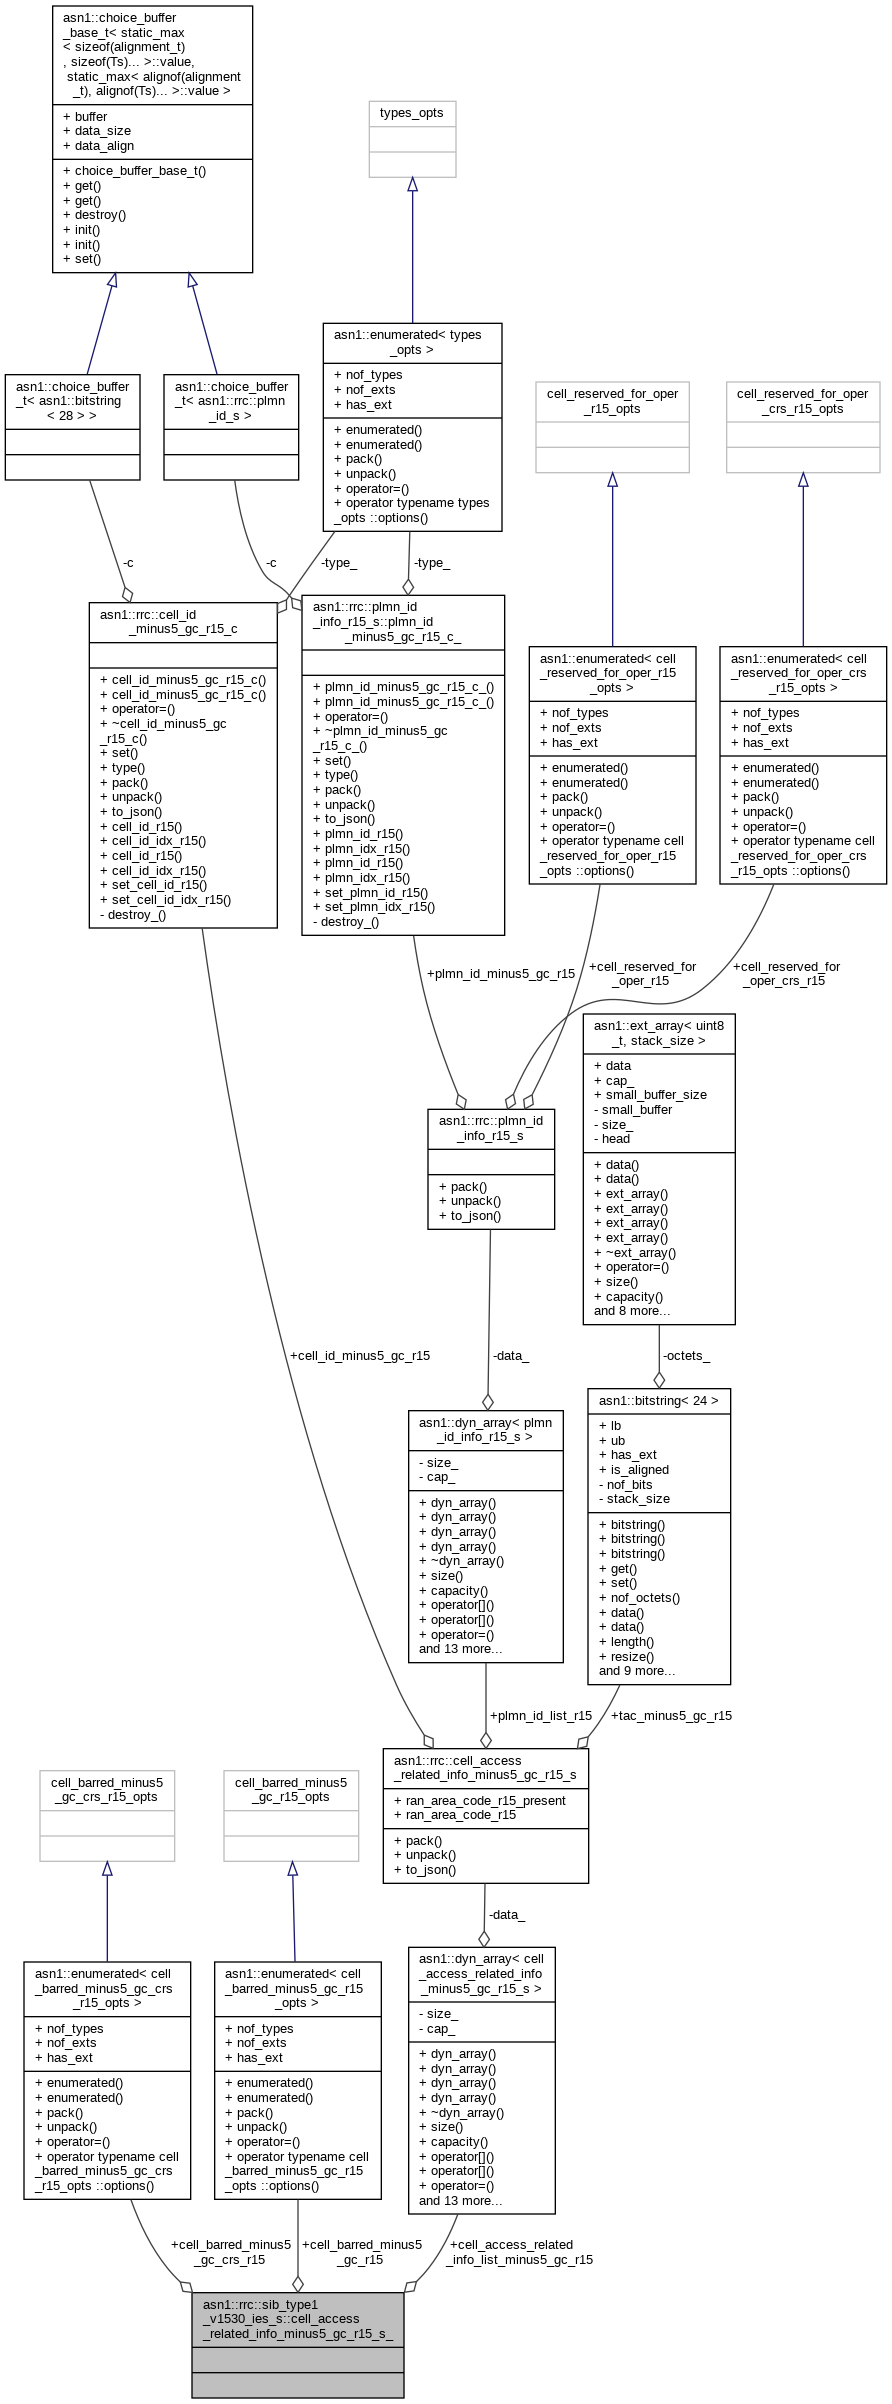 asn1::choice_buffer
_base_t< static_max
< sizeof(alignment_t)
, sizeof(Ts)... >::value,
static_max< alignof(alignment
_t), alignof(Ts)... >::value >
+ buffer
+ data_size
+ data_align
+ choice_buffer_base_t()
+ get()
+ get()
+ destroy()
+ init()
+ init()
+ set()
types_opts
asn1::enumerated< types
_opts >
+ nof_types
+ nof_exts
+ has_ext
+ enumerated()
+ enumerated()
+ pack()
+ unpack()
+ operator=()
+ operator typename types
_opts ::options()
asn1::choice_buffer
_t< asn1::bitstring
< 28 > >
asn1::choice_buffer
_t< asn1::rrc::plmn
_id_s >
cell_reserved_for_oper
_r15_opts
cell_reserved_for_oper
_crs_r15_opts
-c
-c
-type_
-type_
asn1::rrc::cell_id
_minus5_gc_r15_c
+ cell_id_minus5_gc_r15_c()
+ cell_id_minus5_gc_r15_c()
+ operator=()
+ ~cell_id_minus5_gc
_r15_c()
+ set()
+ type()
+ pack()
+ unpack()
+ to_json()
+ cell_id_r15()
+ cell_id_idx_r15()
+ cell_id_r15()
+ cell_id_idx_r15()
+ set_cell_id_r15()
+ set_cell_id_idx_r15()
- destroy_()
asn1::rrc::plmn_id
_info_r15_s::plmn_id
_minus5_gc_r15_c_
+ plmn_id_minus5_gc_r15_c_()
+ plmn_id_minus5_gc_r15_c_()
+ operator=()
+ ~plmn_id_minus5_gc
_r15_c_()
+ set()
+ type()
+ pack()
+ unpack()
+ to_json()
+ plmn_id_r15()
+ plmn_idx_r15()
+ plmn_id_r15()
+ plmn_idx_r15()
+ set_plmn_id_r15()
+ set_plmn_idx_r15()
- destroy_()
asn1::enumerated< cell
_reserved_for_oper_r15
_opts >
+ nof_types
+ nof_exts
+ has_ext
+ enumerated()
+ enumerated()
+ pack()
+ unpack()
+ operator=()
+ operator typename cell
_reserved_for_oper_r15
_opts ::options()
asn1::enumerated< cell
_reserved_for_oper_crs
_r15_opts >
+ nof_types
+ nof_exts
+ has_ext
+ enumerated()
+ enumerated()
+ pack()
+ unpack()
+ operator=()
+ operator typename cell
_reserved_for_oper_crs
_r15_opts ::options()
+plmn_id_minus5_gc_r15
+cell_reserved_for
_oper_r15
+cell_reserved_for
_oper_crs_r15
asn1::ext_array< uint8
_t, stack_size >
+ data
+ cap_
+ small_buffer_size
- small_buffer
- size_
- head
+ data()
+ data()
+ ext_array()
+ ext_array()
+ ext_array()
+ ext_array()
+ ~ext_array()
+ operator=()
+ size()
+ capacity()
and 8 more...
asn1::rrc::plmn_id
_info_r15_s
+ pack()
+ unpack()
+ to_json()
+cell_id_minus5_gc_r15
-data_
-octets_
asn1::dyn_array< plmn
_id_info_r15_s >
- size_
- cap_
+ dyn_array()
+ dyn_array()
+ dyn_array()
+ dyn_array()
+ ~dyn_array()
+ size()
+ capacity()
+ operator[]()
+ operator[]()
+ operator=()
and 13 more...
asn1::bitstring< 24 >
+ lb
+ ub
+ has_ext
+ is_aligned
- nof_bits
- stack_size
+ bitstring()
+ bitstring()
+ bitstring()
+ get()
+ set()
+ nof_octets()
+ data()
+ data()
+ length()
+ resize()
and 9 more...
+plmn_id_list_r15
+tac_minus5_gc_r15
asn1::rrc::cell_access
_related_info_minus5_gc_r15_s
+ ran_area_code_r15_present
+ ran_area_code_r15
+ pack()
+ unpack()
+ to_json()
cell_barred_minus5
_gc_crs_r15_opts
cell_barred_minus5
_gc_r15_opts
-data_
asn1::enumerated< cell
_barred_minus5_gc_crs
_r15_opts >
+ nof_types
+ nof_exts
+ has_ext
+ enumerated()
+ enumerated()
+ pack()
+ unpack()
+ operator=()
+ operator typename cell
_barred_minus5_gc_crs
_r15_opts ::options()
asn1::enumerated< cell
_barred_minus5_gc_r15
_opts >
+ nof_types
+ nof_exts
+ has_ext
+ enumerated()
+ enumerated()
+ pack()
+ unpack()
+ operator=()
+ operator typename cell
_barred_minus5_gc_r15
_opts ::options()
asn1::dyn_array< cell
_access_related_info
_minus5_gc_r15_s >
- size_
- cap_
+ dyn_array()
+ dyn_array()
+ dyn_array()
+ dyn_array()
+ ~dyn_array()
+ size()
+ capacity()
+ operator[]()
+ operator[]()
+ operator=()
and 13 more...
+cell_barred_minus5
_gc_crs_r15
+cell_barred_minus5
_gc_r15
+cell_access_related
_info_list_minus5_gc_r15
asn1::rrc::sib_type1
_v1530_ies_s::cell_access
_related_info_minus5_gc_r15_s_